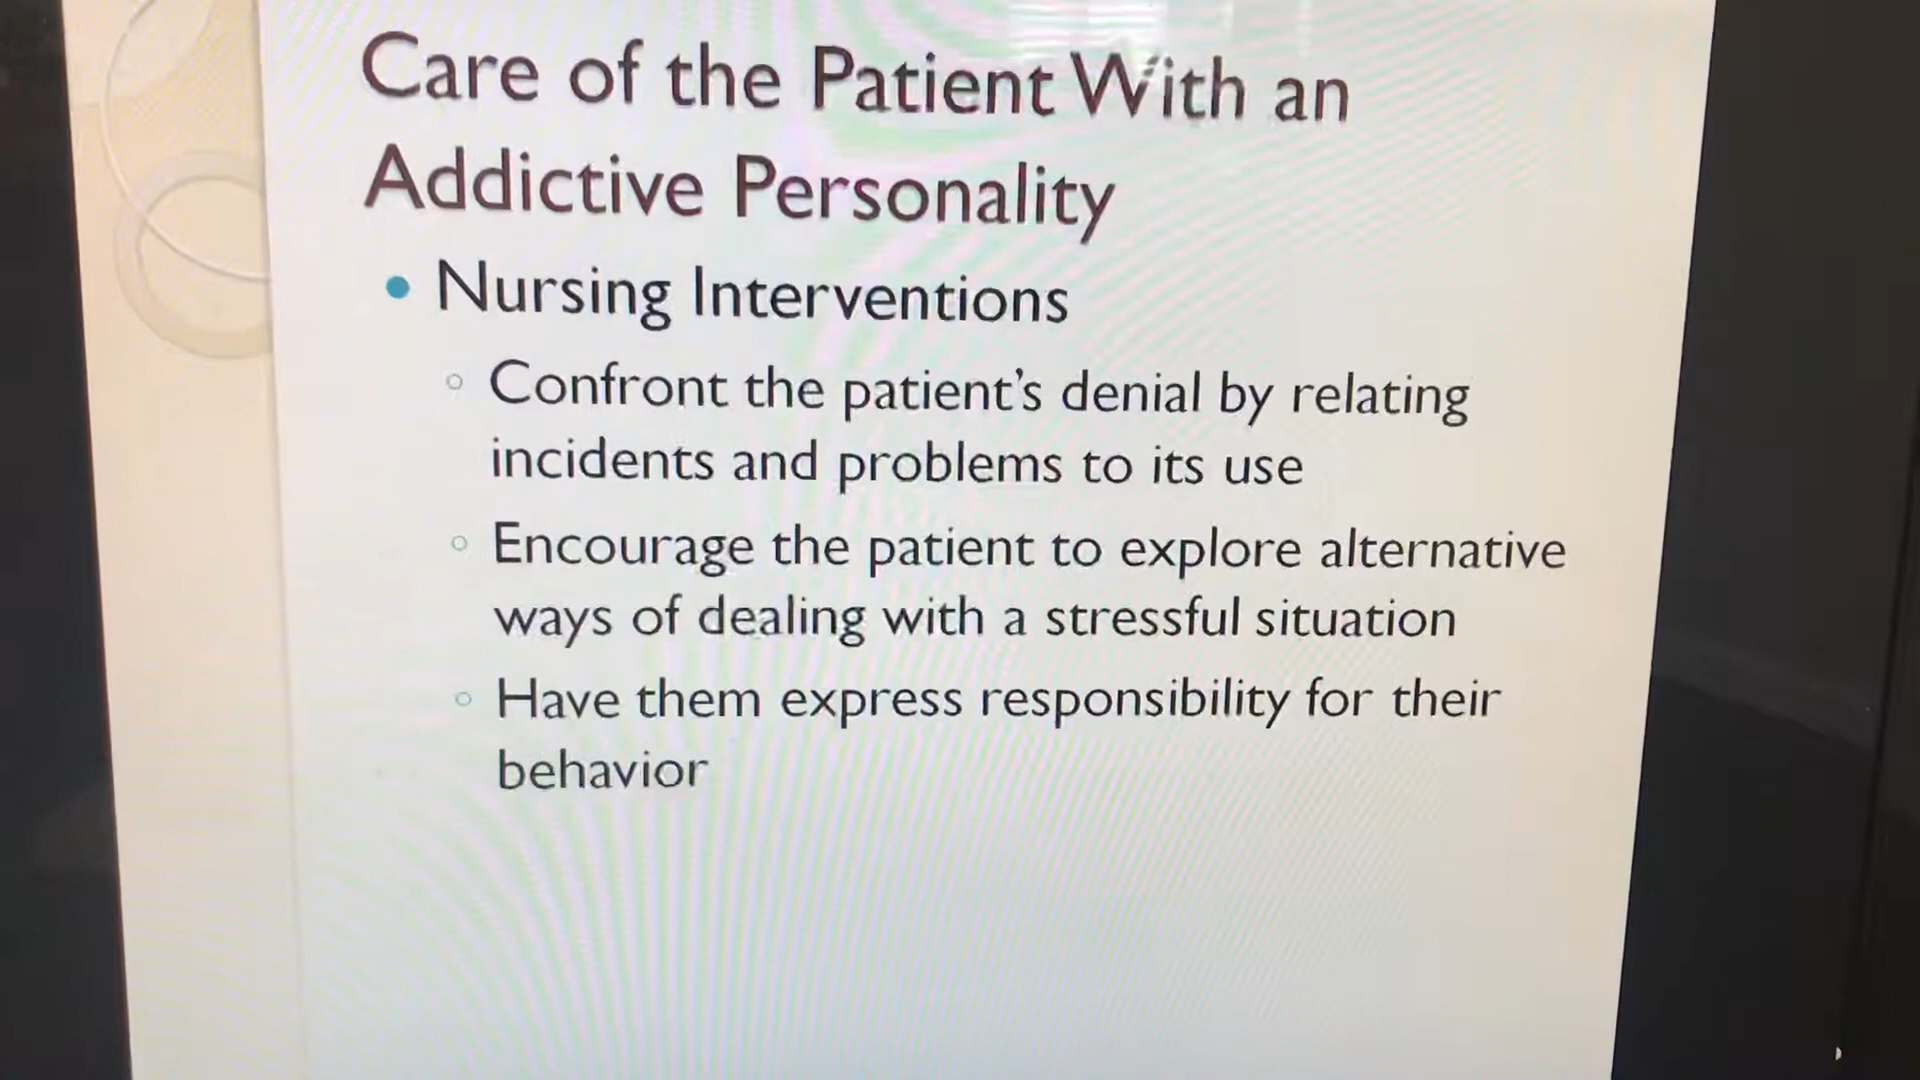 Care of the Patient With an
Addictive Personality
• Nursing Interventions
◦ Confront the patient's denial by relating
incidents and problems to its use
◦ Encourage the patient to explore alternative
ways of dealing with a stressful situation
◦ Have them express responsibility for their
behavior